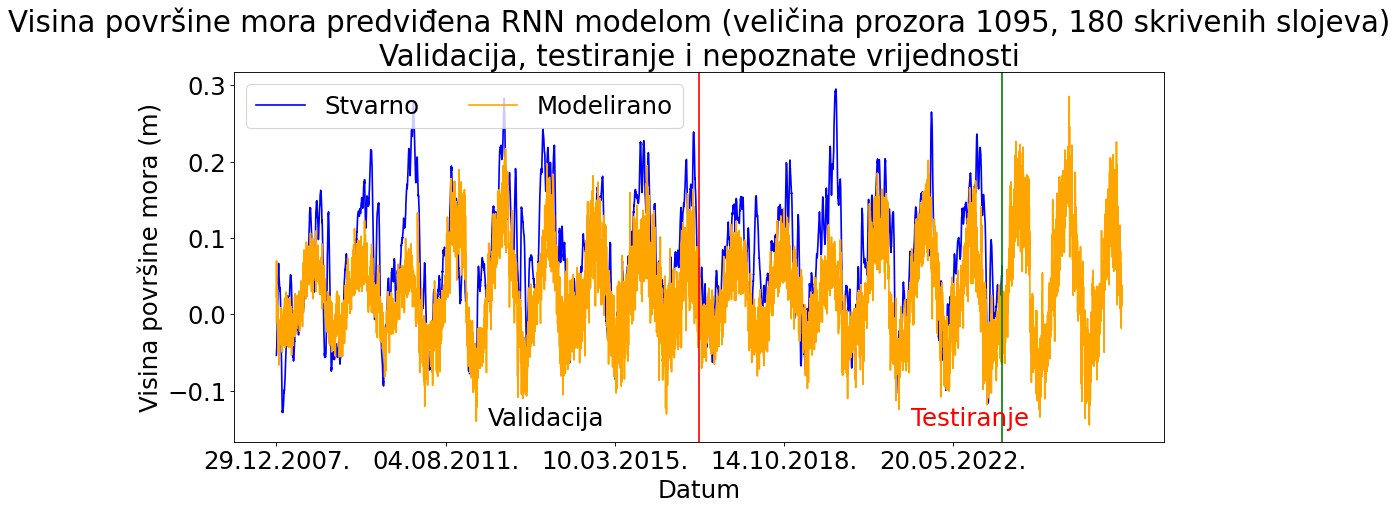 Visina površine mora predviđena RNN modelom (veličina prozora 1095, 180 skrivenih slojeva)
Validacija, testiranje i nepoznate vrijednosti
Stvarno
Modelirano
Visina površine mora (m)
0.3
0.2
0.1
0.0
−0.1
Validacija
Testiranje
29.12.2007.
04.08.2011.
10.03.2015.
14.10.2018.
20.05.2022.
Datum